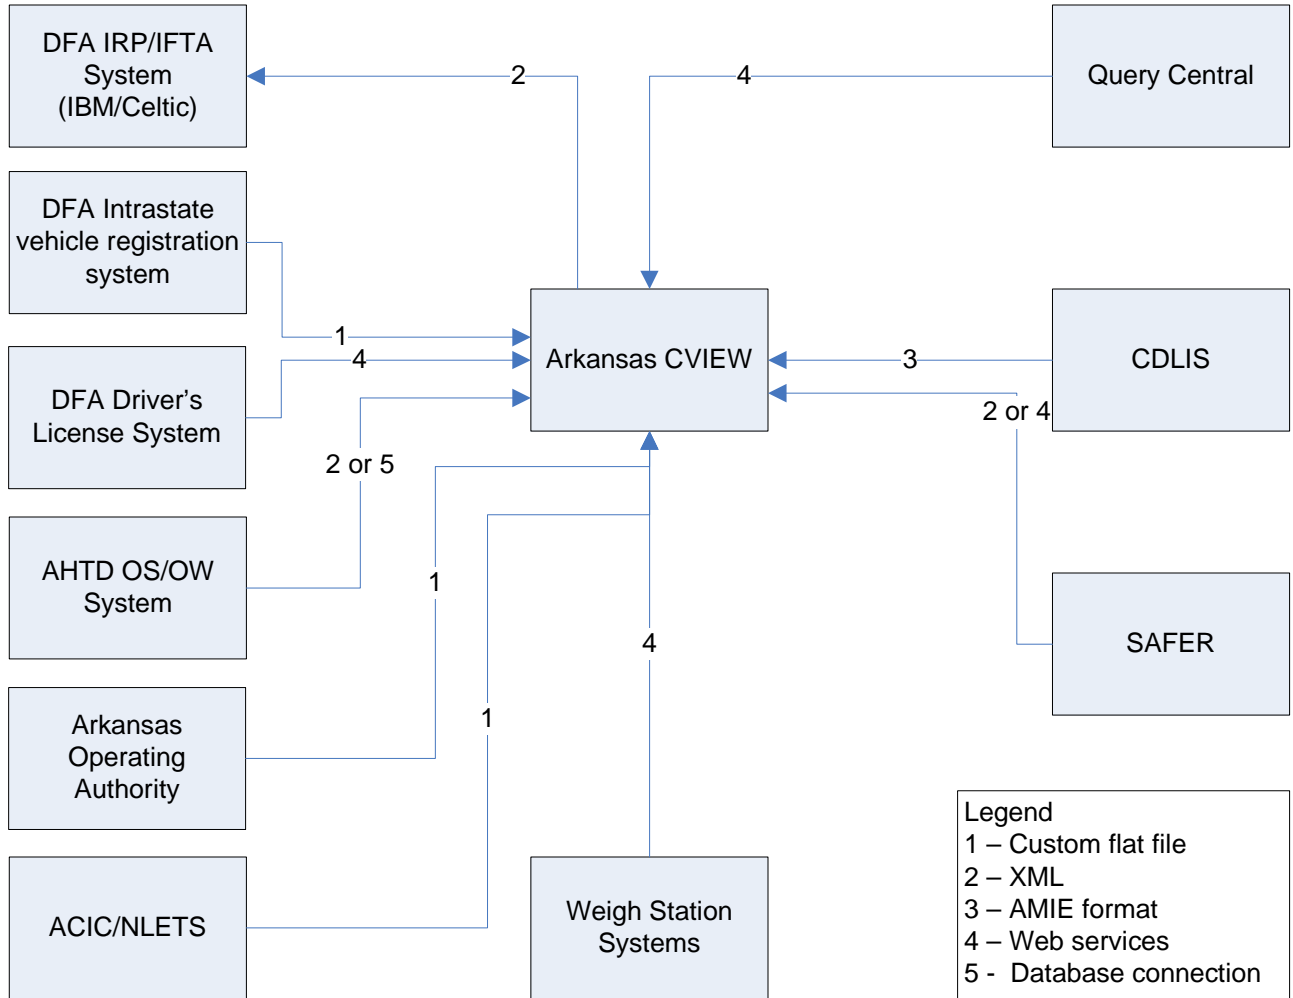 DFA IRP/IFTA
System
(IBM/Celtic)
2
4
Query Central
DFA Intrastate
vehicle registration
system
1
4
Arkansas CVIEW
3
CDLIS
DFA Driver's
License System
2 or 4
2 or 5
AHTD OS/OW
System
1
4
SAFER
Arkansas
Operating
Authority
1
ACIC/NLETS
Weigh Station
Systems
Legend
1 – Custom flat file
2 – XML
3 – AMIE format
4 – Web services
5 - Database connection